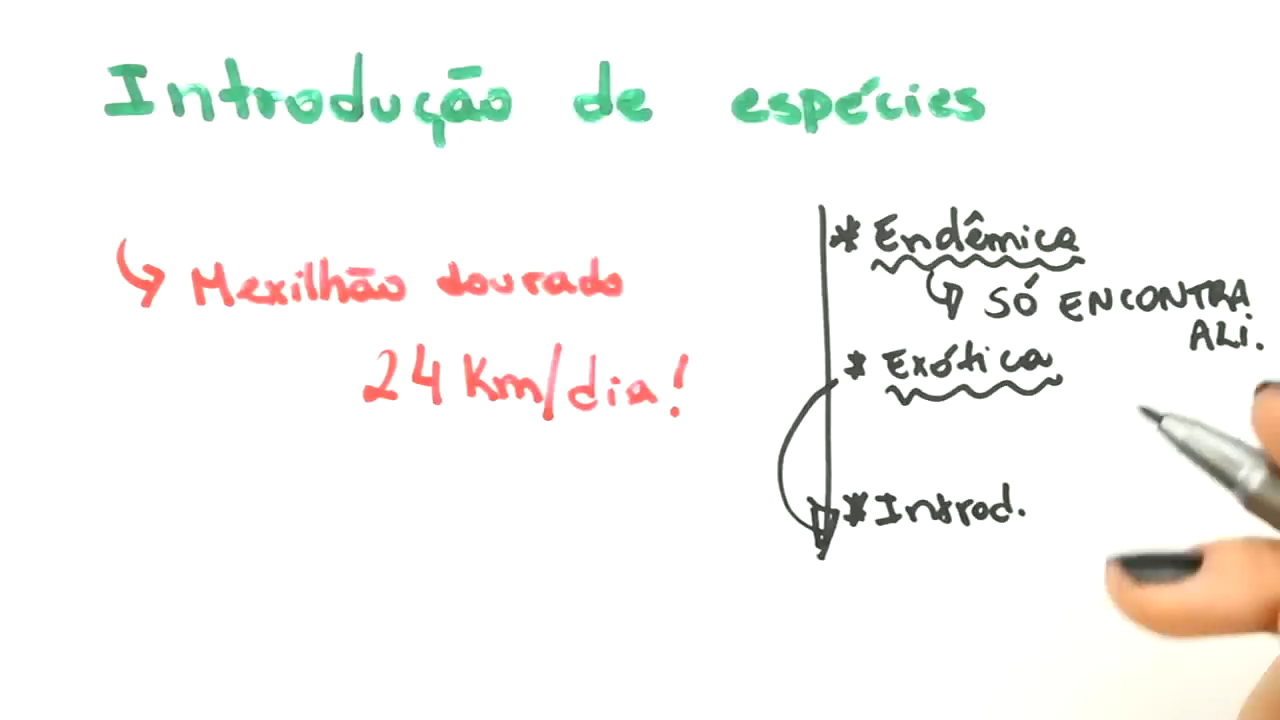 Introdução de espécies
Mexilhão dourado
24 Km/dia!
* Endêmica
SÓ ENCONTRA
ALi.
* Exótica
* Introd.